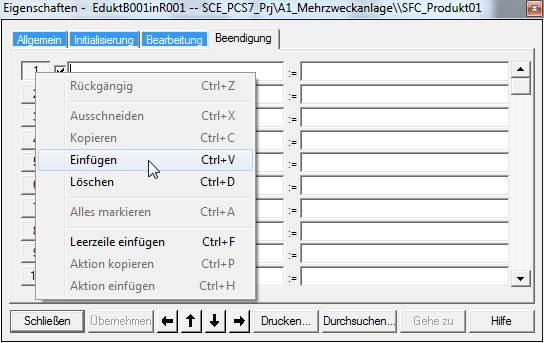 Eigenschaften -  EduktB001inR001 -- SCE_PCS7_Prj\A1_Mehrzweckanlage\\SFC_Produkt01
Allgemein Initialisierung Bearbeitung Beendigung
1 :=
Rückgängig Ctrl+Z
:=
Ausschneiden Ctrl+X
:=
Kopieren Ctrl+C
:=
Einfügen Ctrl+V
:=
Löschen Ctrl+D
:=
Alles markieren Ctrl+A
:=
Leerzeile einfügen Ctrl+F
:=
Aktion kopieren Ctrl+P
:=
Aktion einfügen Ctrl+H
:=
Schließen Übernehmen Drucken... Durchsuchen... Gehe zu Hilfe